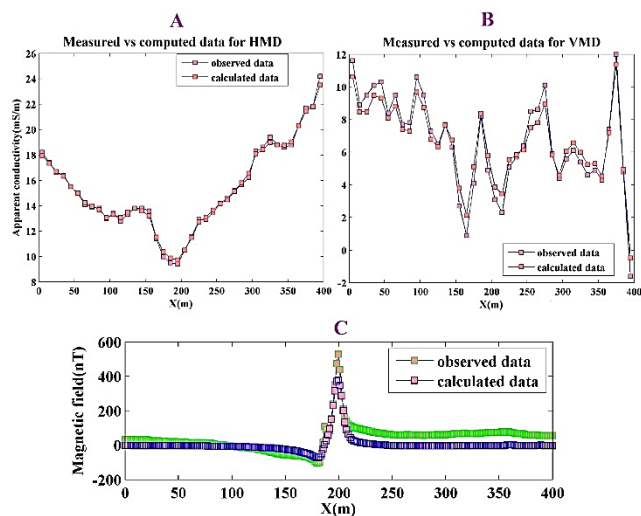 A
B
Measured vs computed data for HMD
Measured vs computed data for VMD
26
24
22
20
18
16
14
12
10
8
Apparent conductivity(mS/m)
observed data
calculated data
0 50 100 150 200 250 300 350 400
X(m)
12
10
8
6
4
2
0
-2
observed data
calculated data
0 50 100 150 200 250 300 350 400
X(m)
C
600
400
200
0
-200
Magnetic field(nT)
observed data
calculated data
0 50 100 150 200 250 300 350 400
X(m)